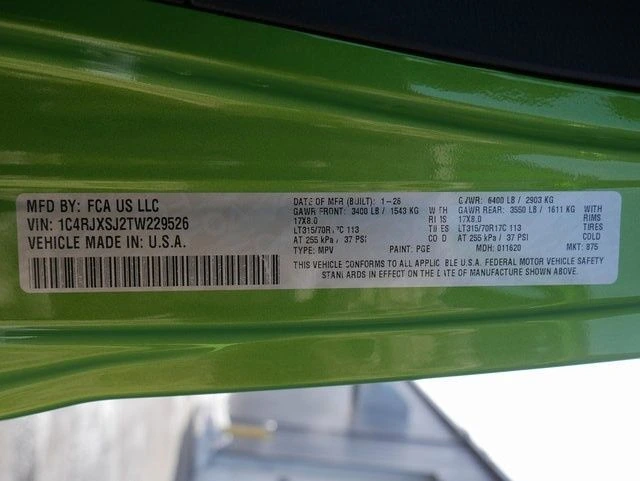 MFD BY: FCA US LLC
VIN: 1C4RJXSJ2TW229526
VEHICLE MADE IN: U.S.A.
DATE OF MFR (BUILT): 1-26 GVWR: 6400 LB / 2903 KG
GAWR FRONT: 3400 LB / 1543 KG WITH GAWR REAR: 3550 LB / 1611 KG WITH
17X8.0 RIMS 17X8.0 RIMS
LT315/70R17C 113 TIRES LT315/70R17C 113 TIRES
AT 255 kPa / 37 PSI COLD AT 255 kPa / 37 PSI COLD
TYPE: MPV PAINT: PGE MDH: 011620 MKT: 875
THIS VEHICLE CONFORMS TO ALL APPLICABLE U.S.A. FEDERAL MOTOR VEHICLE SAFETY
STANDARDS IN EFFECT ON THE DATE OF MANUFACTURE SHOWN ABOVE.